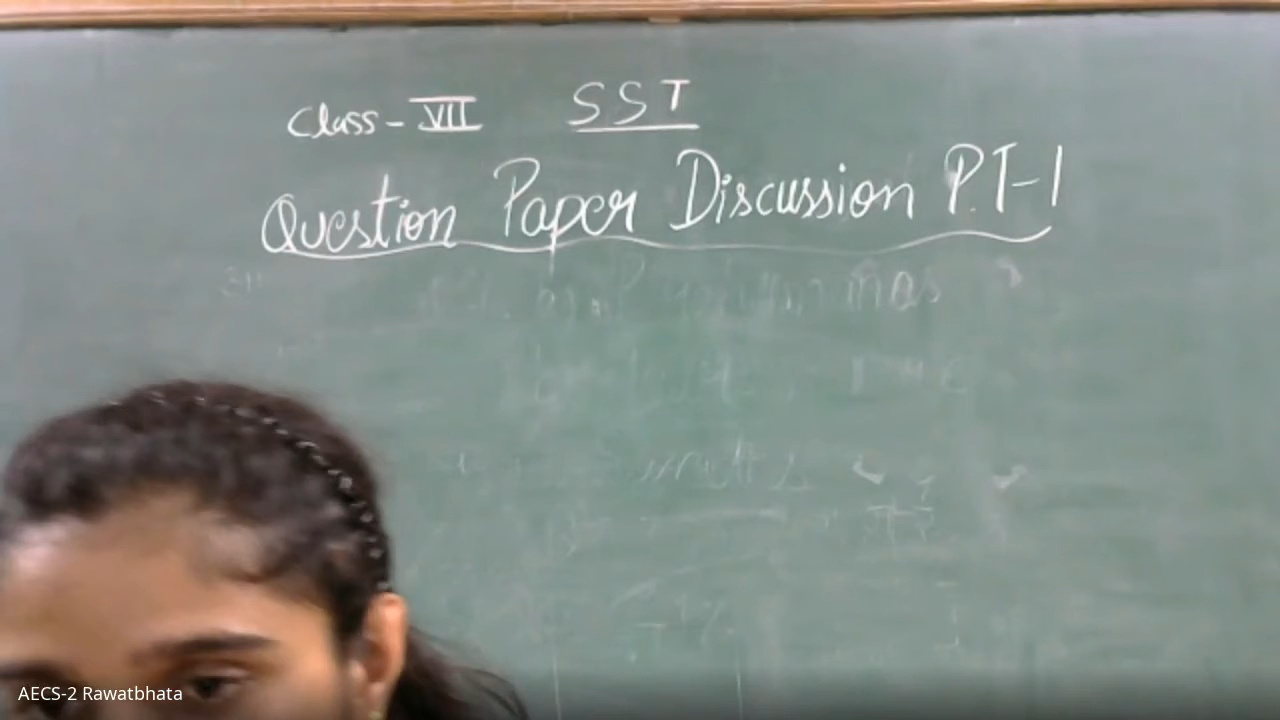 Class - VII SST
Question Paper Discussion P.T-1
AECS-2 Rawatbhata